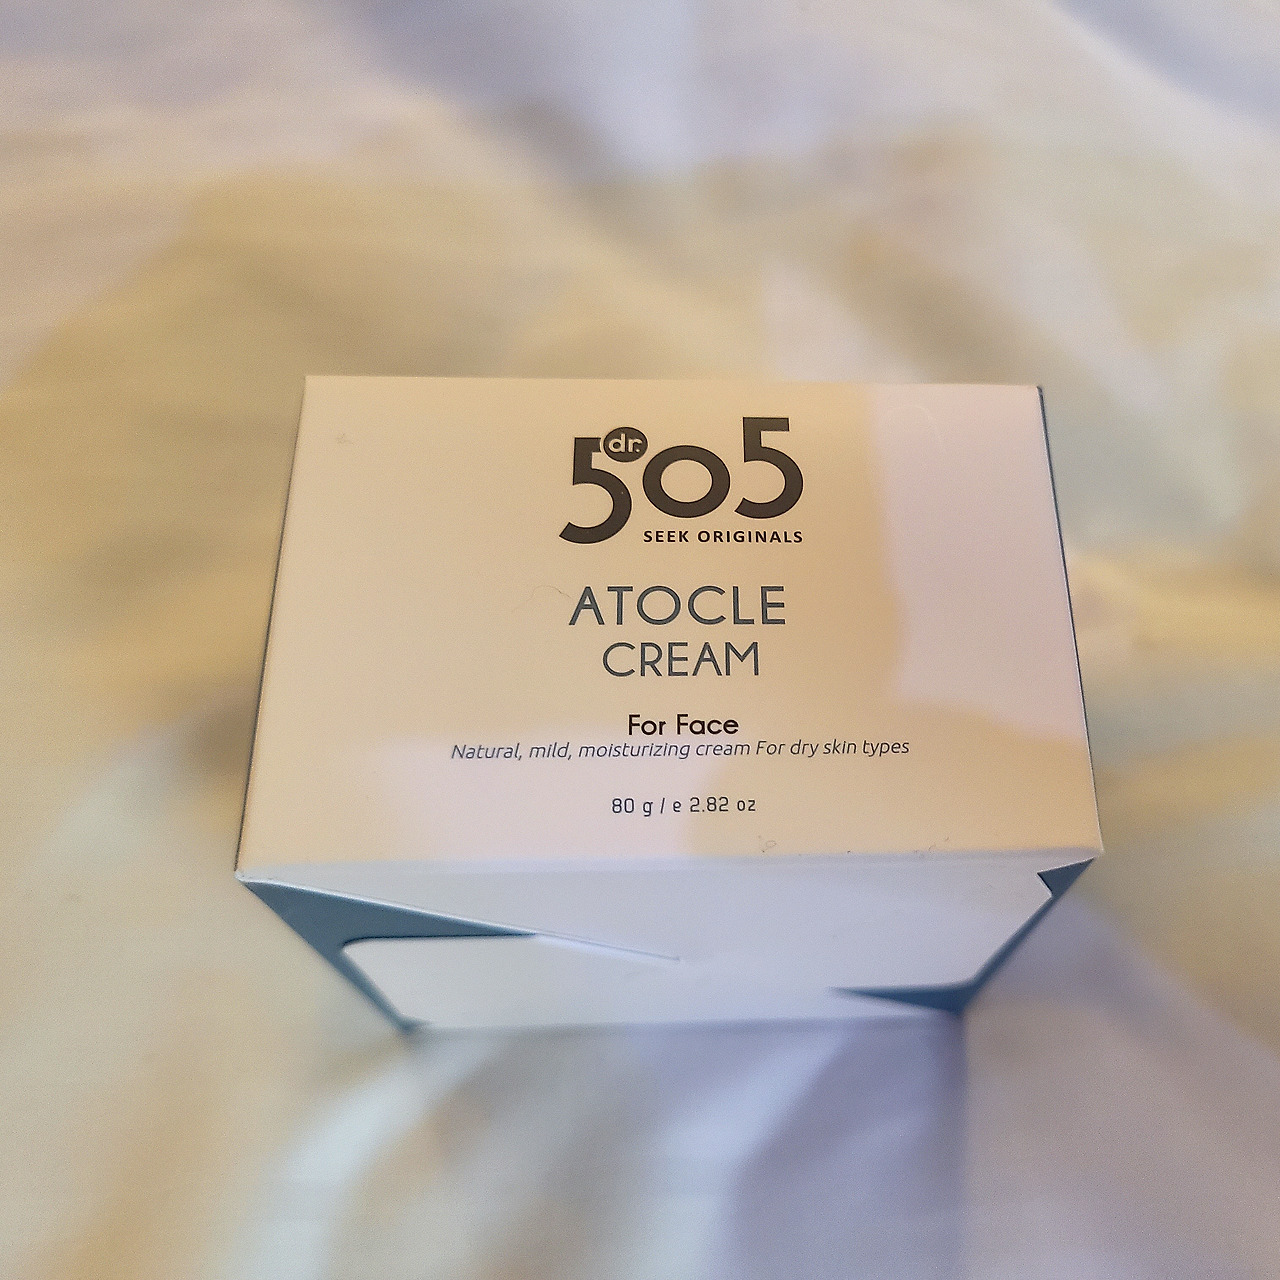 dr.
505
SEEK ORIGINALS
ATOCLE
CREAM
For Face
Natural, mild, moisturizing cream For dry skin types
80 g / e 2.82 oz